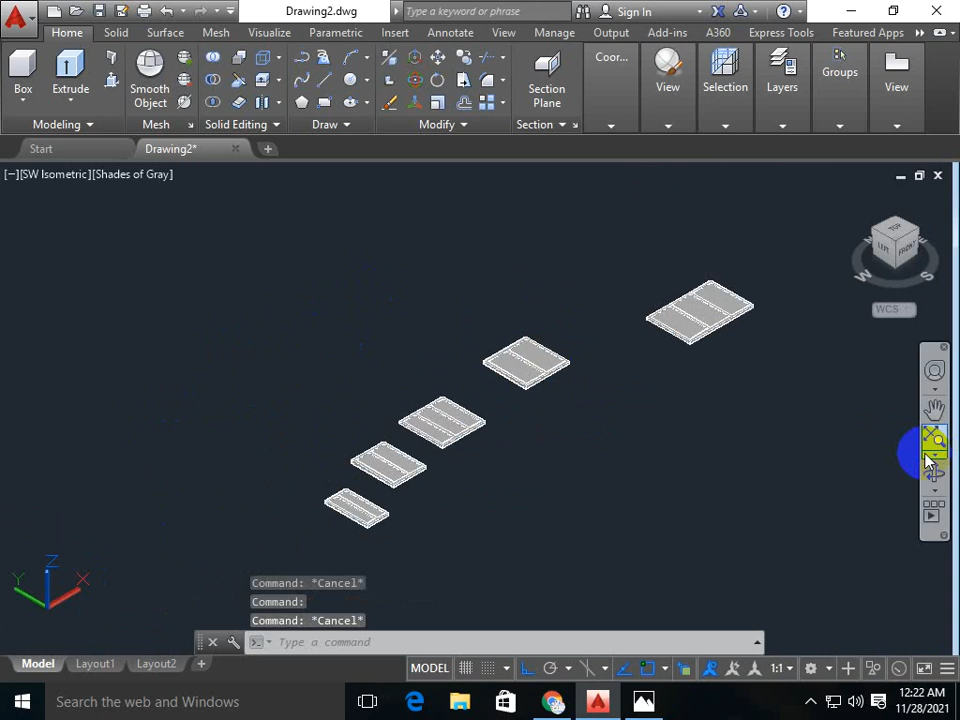 Drawing2.dwg
Type a keyword or phrase
Sign In
Home Solid Surface Mesh Visualize Parametric Insert Annotate View Manage Output Add-ins A360 Express Tools Featured Apps
Box Extrude Smooth Object Section Plane Coor... View Selection Layers Groups View
Modeling Mesh Solid Editing Draw Modify Section
Start Drawing2*
[−][SW Isometric][Shades of Gray]
TOP
LEFT FRONT
W S
WCS
Z
Y X
Command: *Cancel*
Command:
Command: *Cancel*
Type a command
Model Layout1 Layout2
MODEL 1:1
Search the web and Windows
12:22 AM
11/28/2021